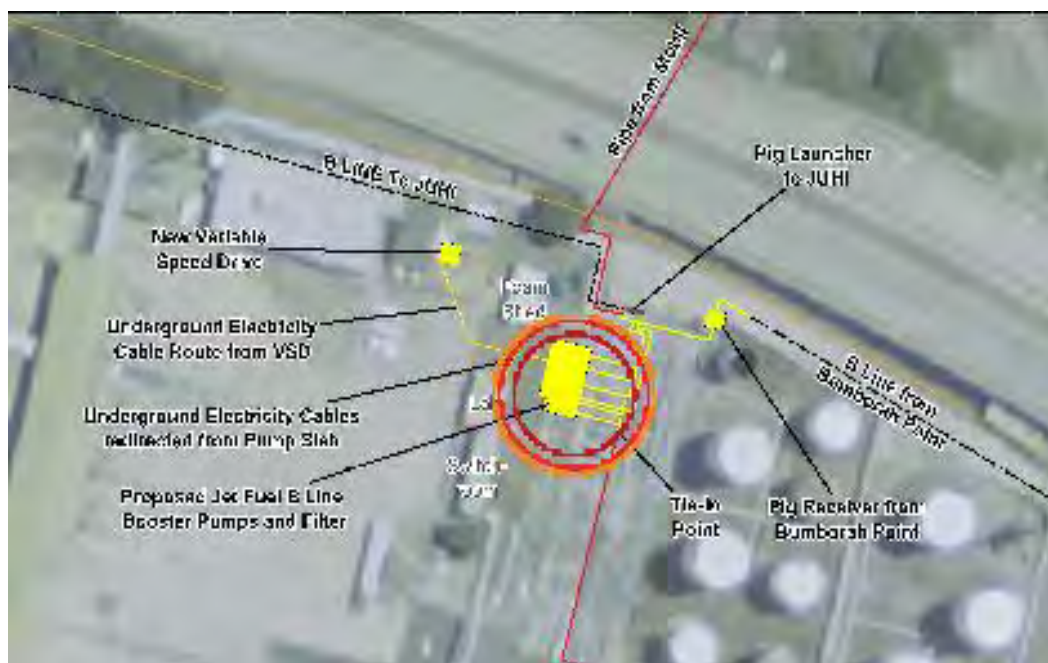 Pipe from Mobil
Pig Launcher
to JUHI
B LINE To JUHI
New Variable
Speed Drive
Foam
Shed
Underground Electricity
Cable Route from VSD
B Line from
Bumborah Point
Underground Electricity Cables
redirected from Pump Slab
Switch
room
Proposed Jet Fuel B Line
Booster Pumps and Filter
Tie-In
Point
Pig Receiver from
Bumborah Point